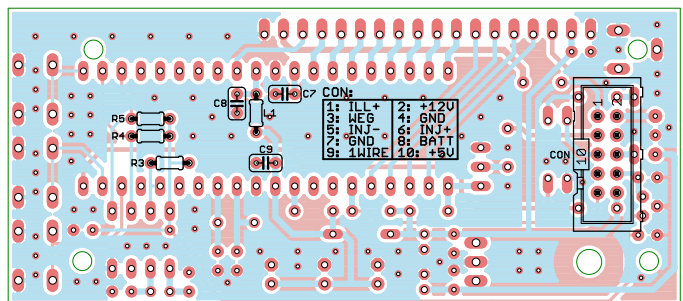 C7 CON:
C8
L1
1: ILL+ 2: +12V
3: WEG 4: GND
5: INJ- 6: INJ+
7: GND 8: BATT
9: 1WIRE 10: +5V
R5
R4
R3
C9
1 2
CON
10